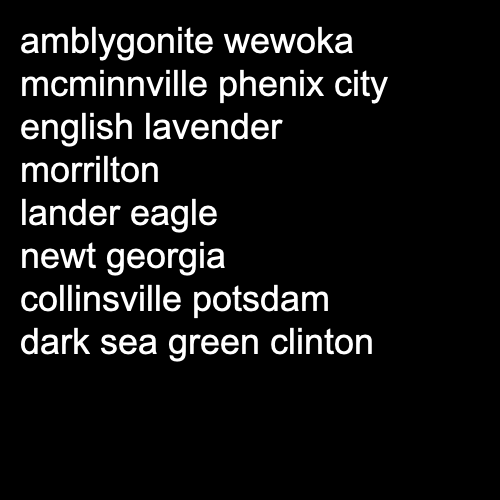 amblygonite wewoka
mcminnville phenix city
english lavender
morrilton
lander eagle
newt georgia
collinsville potsdam
dark sea green clinton